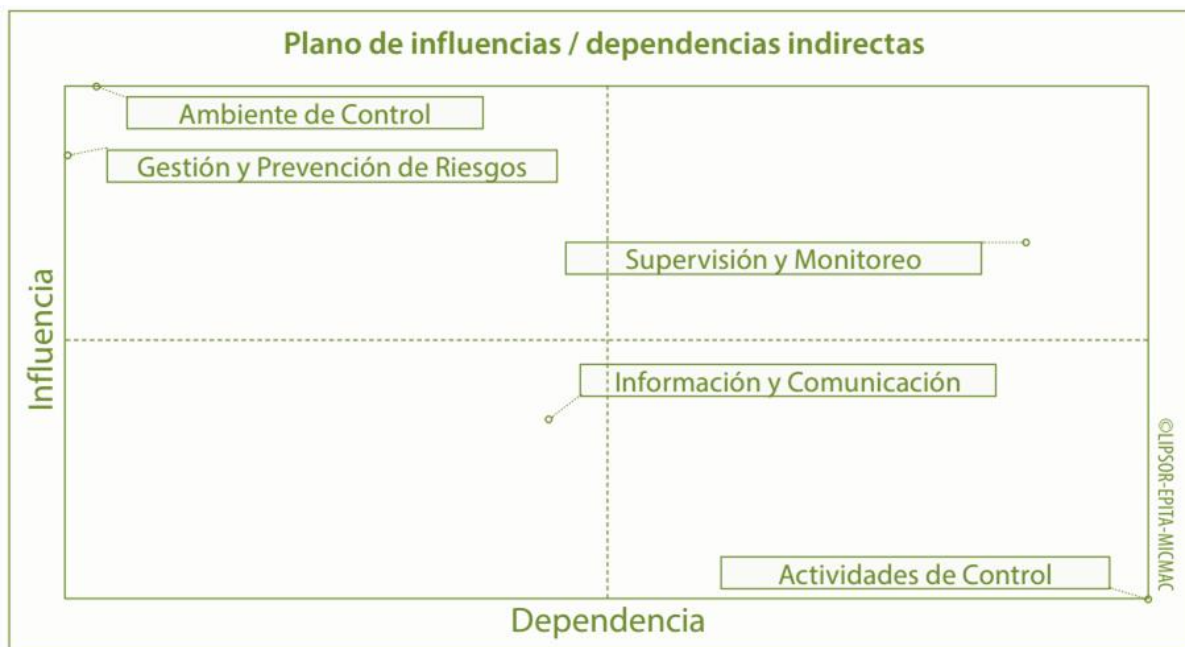 Plano de influencias / dependencias indirectas
Ambiente de Control
Gestión y Prevención de Riesgos
Supervisión y Monitoreo
Influencia
Información y Comunicación
©LIPSOR-EPITA-MICMAC
Actividades de Control
Dependencia